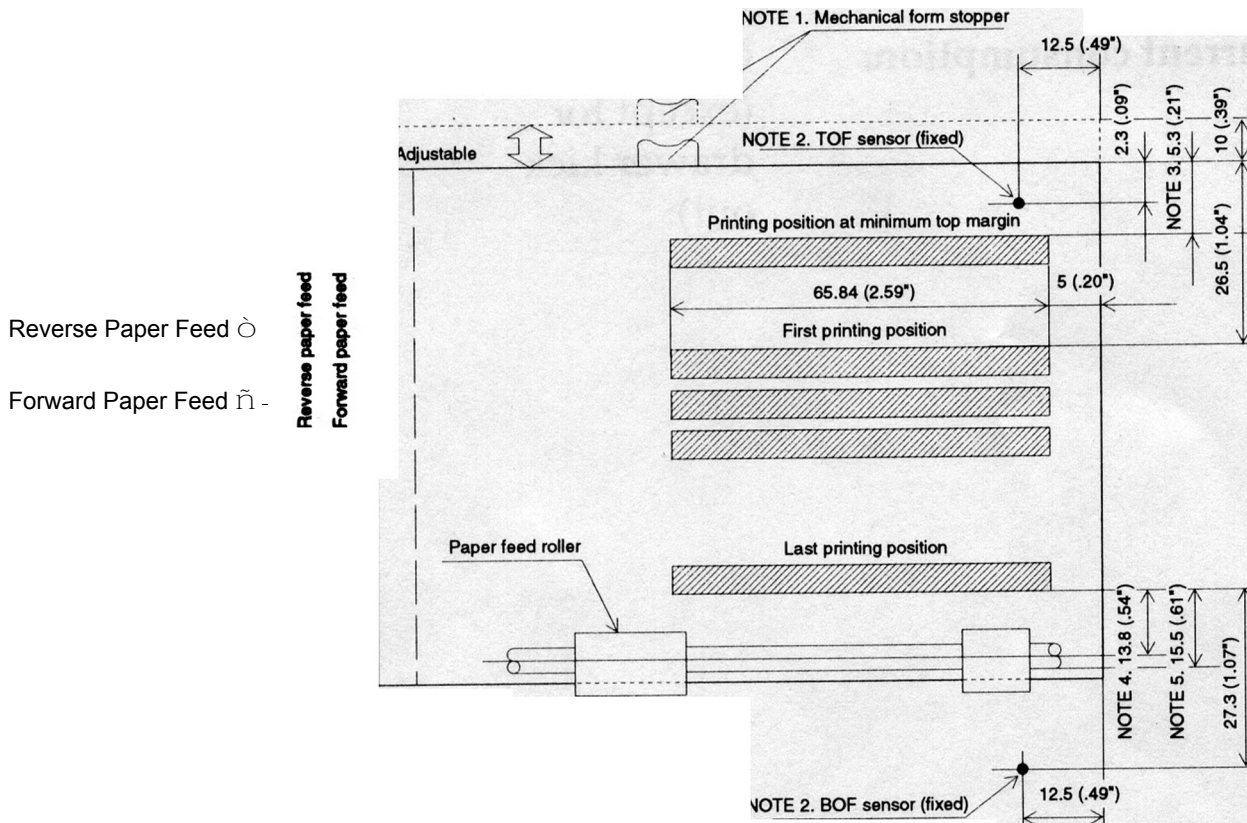 NOTE 1. Mechanical form stopper
12.5 (.49")
2.3 (.09")
NOTE 3. 5.3 (.21")
10 (.39")
Adjustable
NOTE 2. TOF sensor (fixed)
26.5 (1.04")
Printing position at minimum top margin
65.84 (2.59")
5 (.20")
First printing position
Reverse Paper Feed Ò
Forward Paper Feed ñ -
Reverse paper feed
Forward paper feed
Paper feed roller
Last printing position
NOTE 4. 13.8 (.54")
NOTE 5. 15.5 (.61")
27.3 (1.07")
NOTE 2. BOF sensor (fixed)
12.5 (.49")